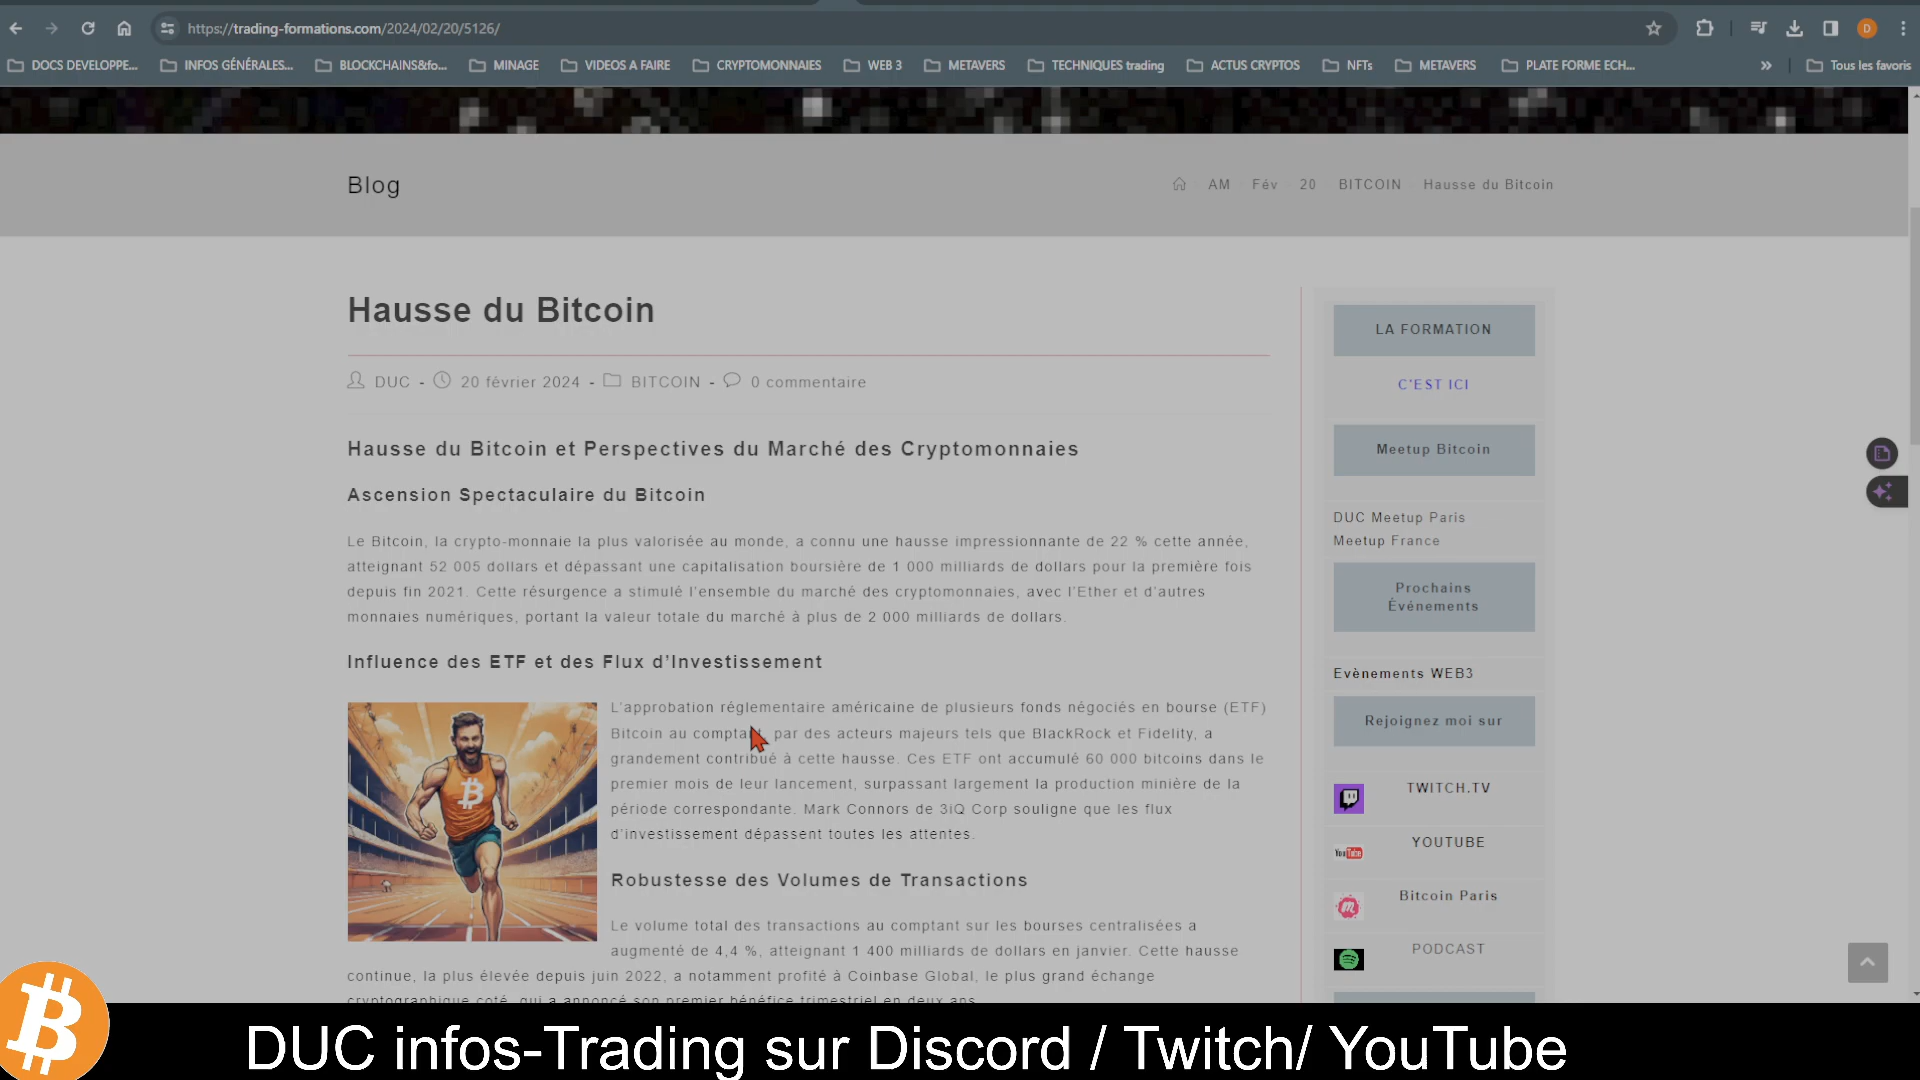 https://trading-formations.com/2024/02/20/5126/
D
DOCS DEVELOPPE... INFOS GÉNÉRALES... BLOCKCHAINS&fo... MINAGE VIDEOS A FAIRE CRYPTOMONNAIES WEB 3 METAVERS TECHNIQUES trading ACTUS CRYPTOS NFTs METAVERS PLATE FORME ECH... » Tous les favoris
Blog
AM Fév 20 BITCOIN Hausse du Bitcoin
Hausse du Bitcoin
DUC - 20 février 2024 - BITCOIN - 0 commentaire
Hausse du Bitcoin et Perspectives du Marché des Cryptomonnaies
Ascension Spectaculaire du Bitcoin
Le Bitcoin, la crypto-monnaie la plus valorisée au monde, a connu une hausse impressionnante de 22 % cette année,
atteignant 52 005 dollars et dépassant une capitalisation boursière de 1 000 milliards de dollars pour la première fois
depuis fin 2021. Cette résurgence a stimulé l'ensemble du marché des cryptomonnaies, avec l'Ether et d'autres
monnaies numériques, portant la valeur totale du marché à plus de 2 000 milliards de dollars.
Influence des ETF et des Flux d'Investissement
L'approbation réglementaire américaine de plusieurs fonds négociés en bourse (ETF)
Bitcoin au comptant, par des acteurs majeurs tels que BlackRock et Fidelity, a
grandement contribué à cette hausse. Ces ETF ont accumulé 60 000 bitcoins dans le
premier mois de leur lancement, surpassant largement la production minière de la
période correspondante. Mark Connors de 3iQ Corp souligne que les flux
d'investissement dépassent toutes les attentes.
Robustesse des Volumes de Transactions
Le volume total des transactions au comptant sur les bourses centralisées a
augmenté de 4,4 %, atteignant 1 400 milliards de dollars en janvier. Cette hausse
continue, la plus élevée depuis juin 2022, a notamment profité à Coinbase Global, le plus grand échange
cryptographique coté, qui a annoncé son premier bénéfice trimestriel en deux ans.
LA FORMATION
C'EST ICI
Meetup Bitcoin
DUC Meetup Paris
Meetup France
Prochains
Événements
Evènements WEB3
Rejoignez moi sur
TWITCH.TV
YouTube
YOUTUBE
Bitcoin Paris
PODCAST
DUC infos-Trading sur Discord / Twitch/ YouTube